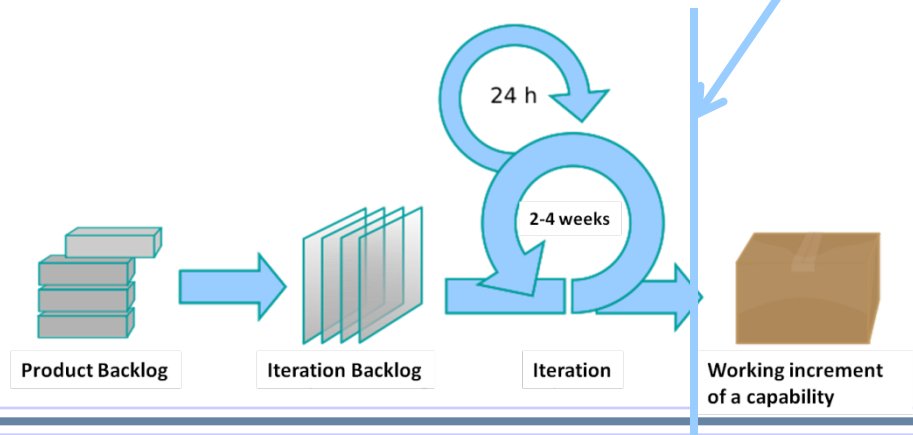 24 h
2-4 weeks
Product Backlog
Iteration Backlog
Iteration
Working increment
of a capability